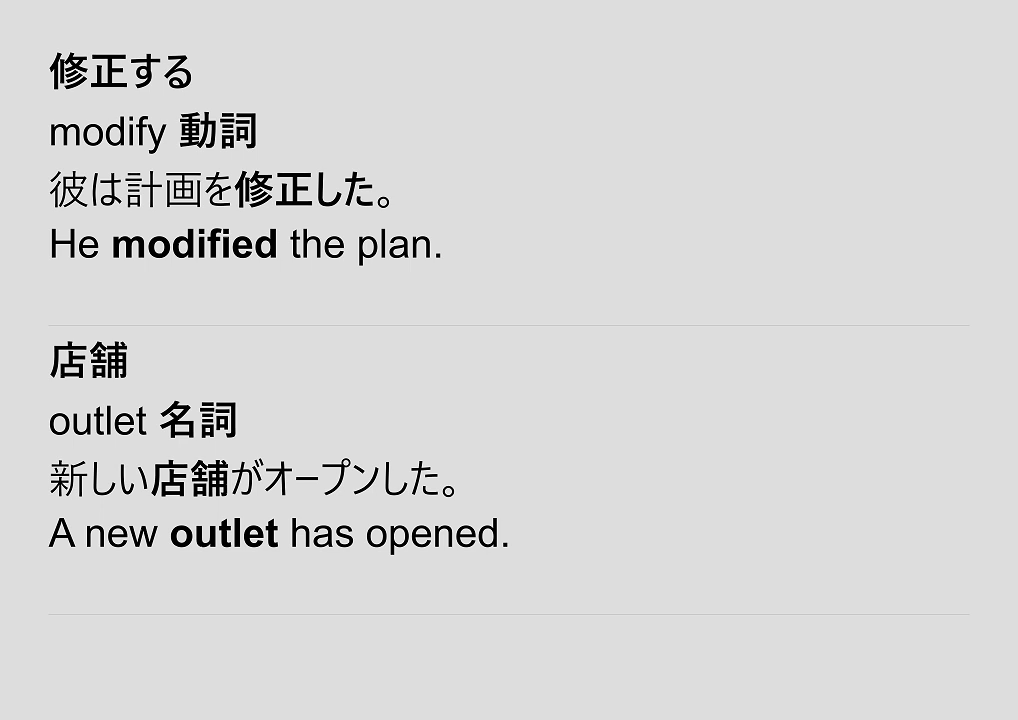 修正する
modify 動詞
彼は計画を修正した。
He modified the plan.
店舗
outlet 名詞
新しい店舗がオープンした。
A new outlet has opened.